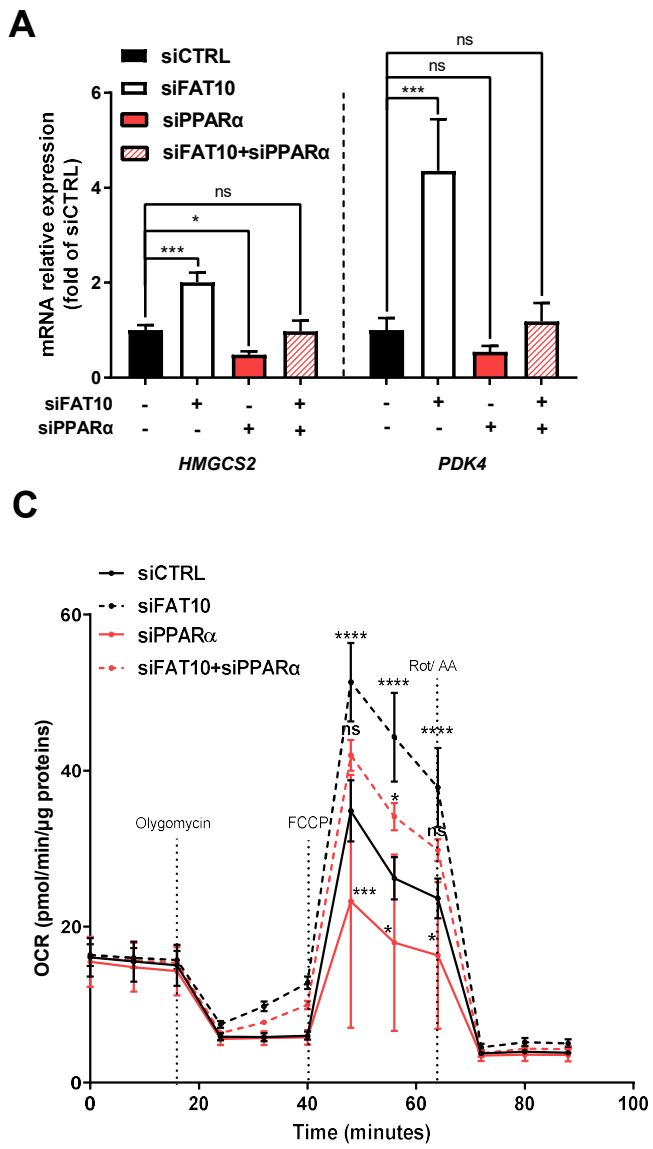 A
siCTRL
siFAT10
siPPARα
siFAT10+siPPARα
mRNA relative expression
(fold of siCTRL)
6
4
2
0
ns
*
***
ns
ns
***
siFAT10 - + - + - + - +
siPPARα - - + + - - + +
HMGCS2 PDK4
C
siCTRL
siFAT10
siPPARα
siFAT10+siPPARα
OCR (pmol/min/µg proteins)
60
40
20
0
Olygomycin
FCCP
Rot/ AA
****
****
****
ns
*
ns
***
*
*
0 20 40 60 80 100
Time (minutes)